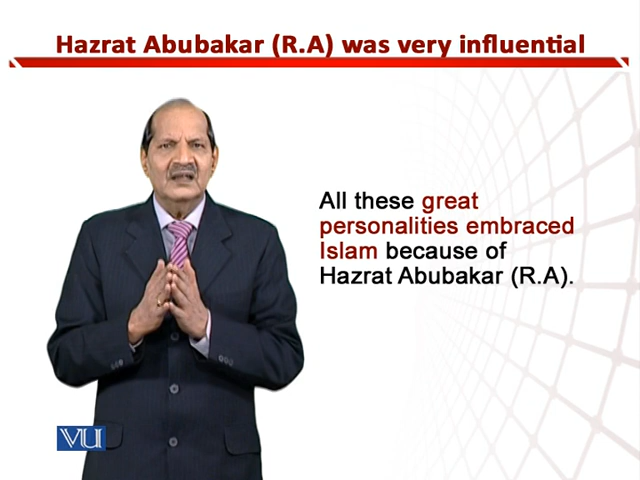 Hazrat Abubakar (R.A) was very influential
All these great
personalities embraced
Islam because of
Hazrat Abubakar (R.A).
VU